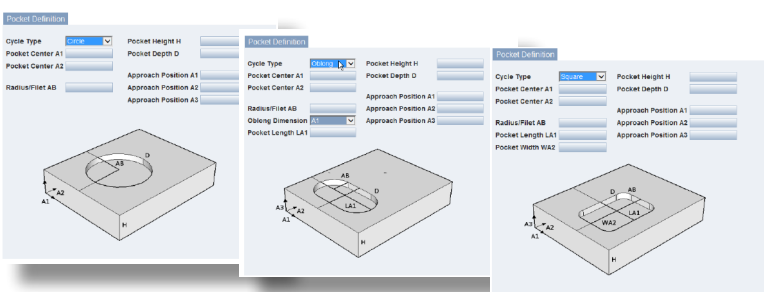 Pocket Definition
Cycle Type Circle Pocket Height H
Pocket Center A1 Pocket Depth D
Pocket Center A2
Approach Position A1
Radius/Filet AB Approach Position A2
Approach Position A3
AB D
A2
A1
H
Pocket Definition
Cycle Type Oblong Pocket Height H
Pocket Center A1 Pocket Depth D
Pocket Center A2
Approach Position A1
Radius/Filet AB Approach Position A2
Oblong Dimension A1 Approach Position A3
Pocket Length LA1
AB
D
A3 A2 LA1
A1
H
Pocket Definition
Cycle Type Square Pocket Height H
Pocket Center A1 Pocket Depth D
Pocket Center A2
Approach Position A1
Radius/Filet AB Approach Position A2
Pocket Length LA1 Approach Position A3
Pocket Width WA2
D AB
LA1
A3 A2 WA2
A1
H